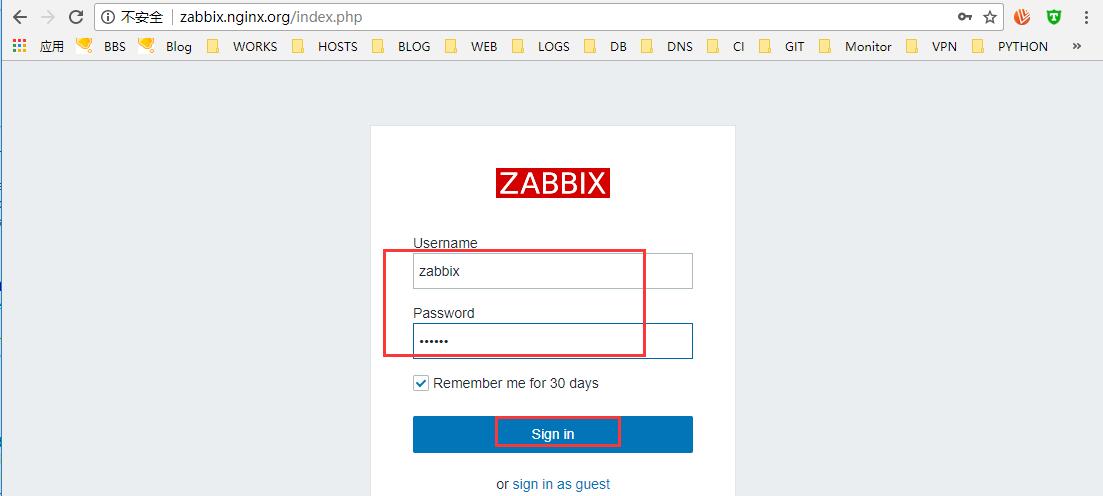 不安全 zabbix.nginx.org/index.php
应用 BBS Blog WORKS HOSTS BLOG WEB LOGS DB DNS CI GIT Monitor VPN PYTHON »
ZABBIX
Username
zabbix
Password
••••••
Remember me for 30 days
Sign in
or sign in as guest